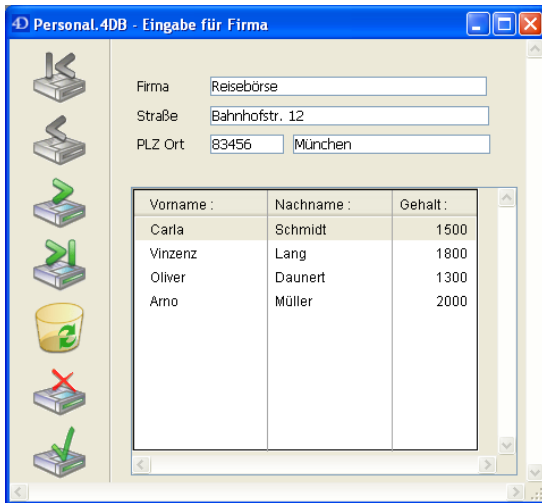 4D Personal.4DB - Eingabe für Firma
Firma Reisebörse
Straße Bahnhofstr. 12
PLZ Ort 83456 München
Vorname : Nachname : Gehalt :
Carla Schmidt 1500
Vinzenz Lang 1800
Oliver Daunert 1300
Arno Müller 2000